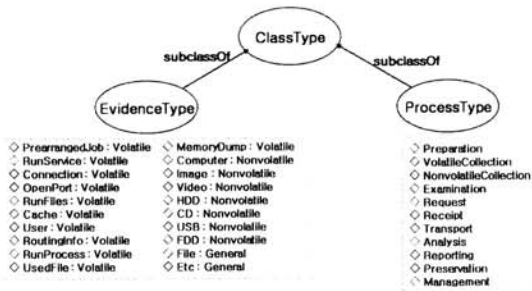 ClassType
subclassOf
subclassOf
EvidenceType
ProcessType
PrearrangedJob : Volatile
RunService : Volatile
Connection : Volatile
OpenPort : Volatile
RunFiles : Volatile
Cache : Volatile
User : Volatile
RoutingInfo : Volatile
RunProcess : Volatile
UsedFile : Volatile
MemoryDump : Volatile
Computer : Nonvolatile
Image : Nonvolatile
Video : Nonvolatile
HDD : Nonvolatile
CD : Nonvolatile
USB : Nonvolatile
FDD : Nonvolatile
File : General
Etc : General
Preparation
VolatileCollection
NonvolatileCollection
Examination
Request
Receipt
Transport
Analysis
Reporting
Preservation
Management